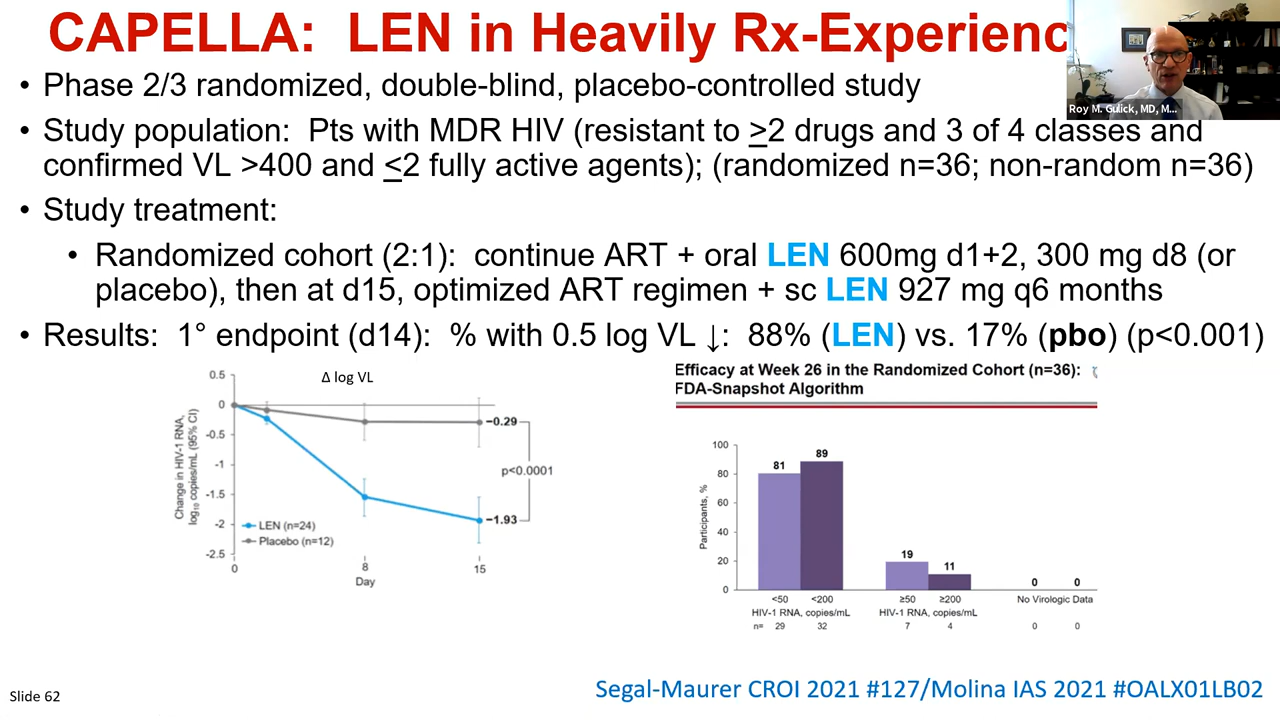 CAPELLA: LEN in Heavily Rx-Experienc
Roy M. Gulick, MD, M...
• Phase 2/3 randomized, double-blind, placebo-controlled study
• Study population: Pts with MDR HIV (resistant to ≥2 drugs and 3 of 4 classes and
confirmed VL >400 and ≤2 fully active agents); (randomized n=36; non-random n=36)
• Study treatment:
• Randomized cohort (2:1): continue ART + oral LEN 600mg d1+2, 300 mg d8 (or
placebo), then at d15, optimized ART regimen + sc LEN 927 mg q6 months
• Results: 1° endpoint (d14): % with 0.5 log VL ↓: 88% (LEN) vs. 17% (pbo) (p<0.001)
Δ log VL
Change in HIV-1 RNA,
log₁₀ copies/mL (95% CI)
0.5
0
-0.5
-1
-1.5
-2
-2.5
−0.29
p<0.0001
−1.93
LEN (n=24)
Placebo (n=12)
0 8 15
Day
Efficacy at Week 26 in the Randomized Cohort (n=36):
FDA-Snapshot Algorithm
Participants, %
100
80
60
40
20
0
81 89 19 11 0 0
<50 <200 ≥50 ≥200 No Virologic Data
HIV-1 RNA, copies/mL HIV-1 RNA, copies/mL
n= 29 32 7 4 0 0
Segal-Maurer CROI 2021 #127/Molina IAS 2021 #OALX01LB02
Slide 62